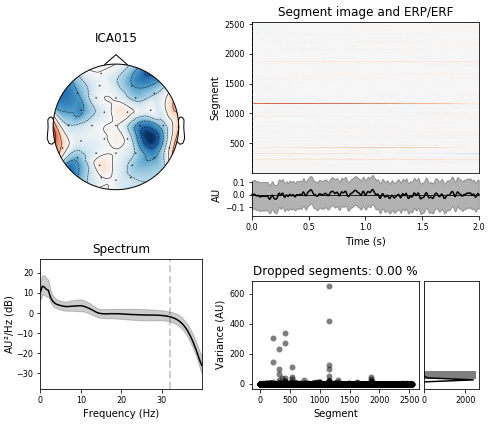 ICA015
Segment image and ERP/ERF
2500
2000
1500
1000
500
Segment
0.1
0.0
−0.1
AU
0.0 0.5 1.0 1.5 2.0
Time (s)
Spectrum
20
10
0
−10
−20
−30
AU²/Hz (dB)
0 10 20 30
Frequency (Hz)
Dropped segments: 0.00 %
600
400
200
0
Variance (AU)
0 500 1000 1500 2000 2500
Segment
0 2000